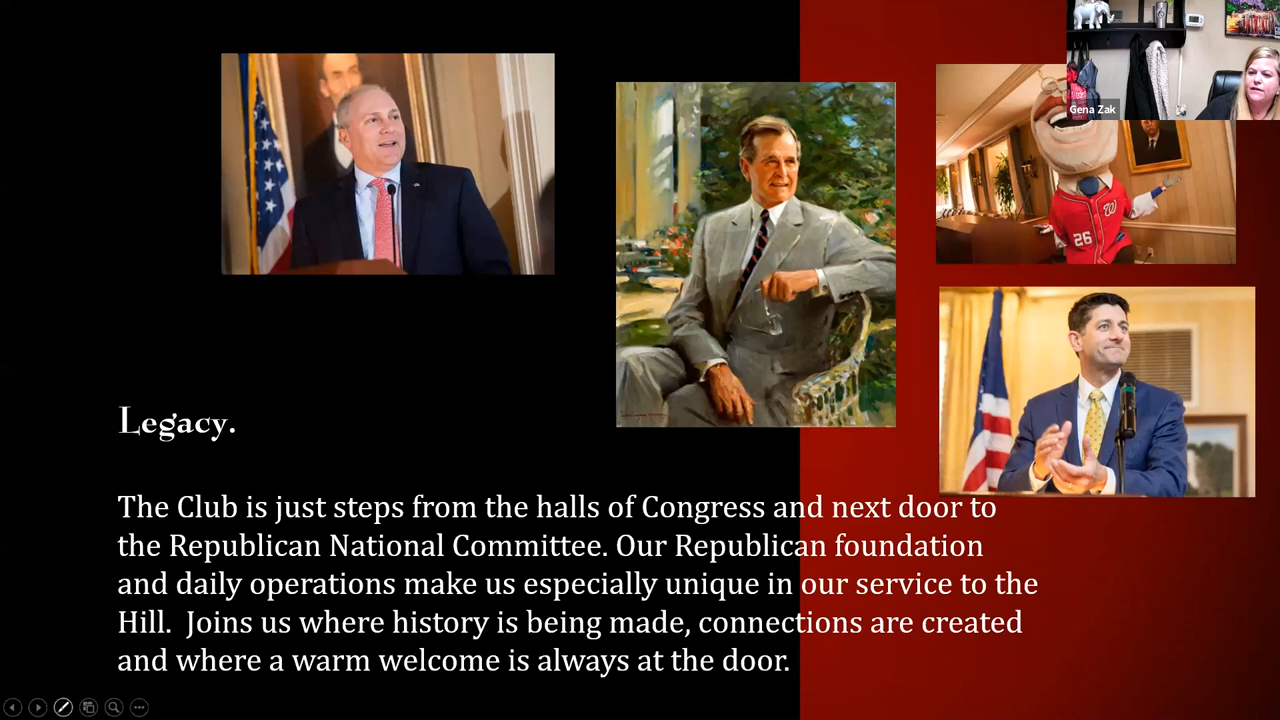 Gena Zak
W
26
Legacy.
The Club is just steps from the halls of Congress and next door to
the Republican National Committee. Our Republican foundation
and daily operations make us especially unique in our service to the
Hill.  Joins us where history is being made, connections are created
and where a warm welcome is always at the door.